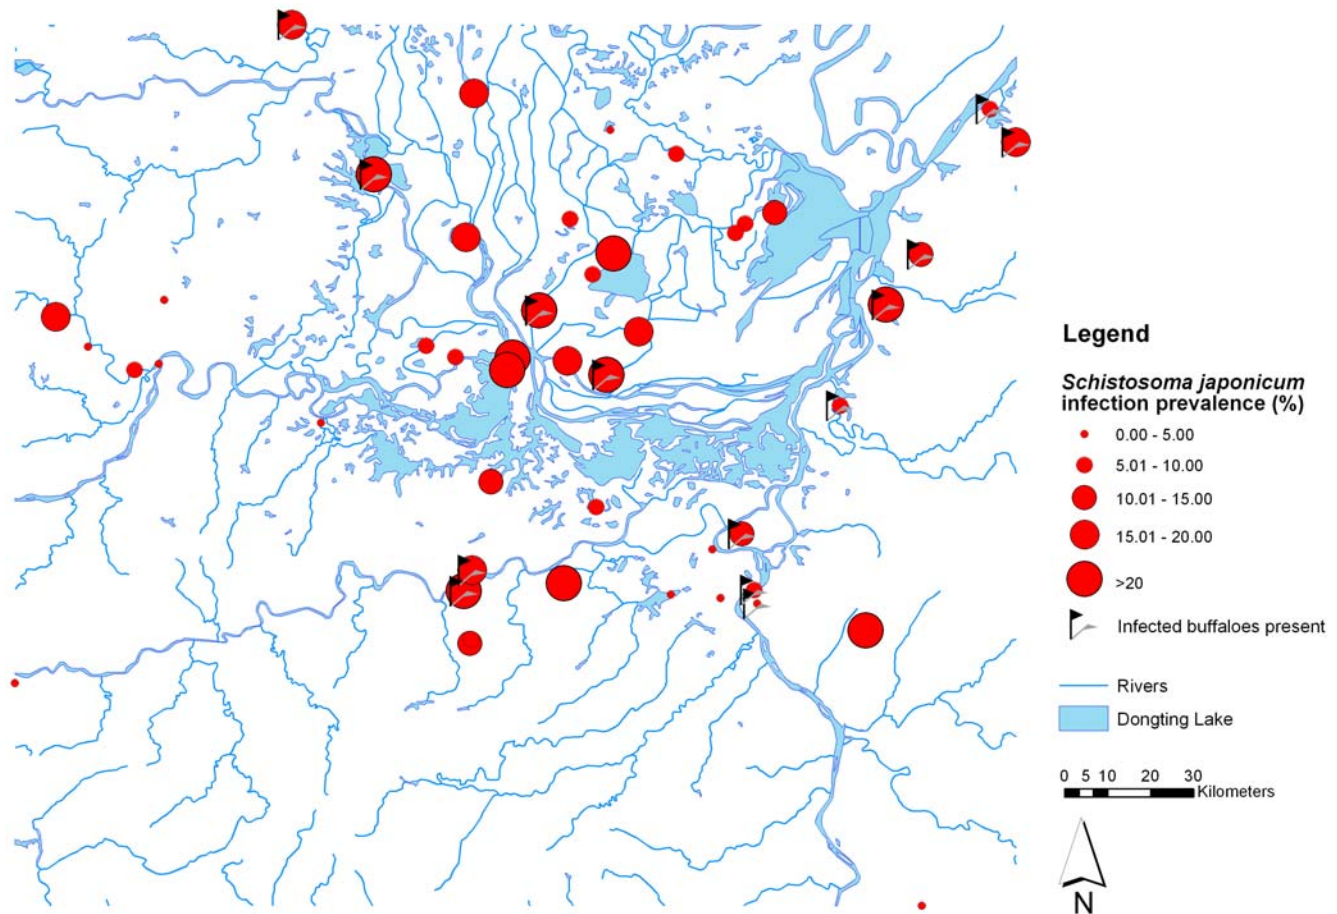 Legend
Schistosoma japonicum
infection prevalence (%)
0.00 - 5.00
5.01 - 10.00
10.01 - 15.00
15.01 - 20.00
>20
Infected buffaloes present
Rivers
Dongting Lake
0 5 10 20 30
Kilometers
N